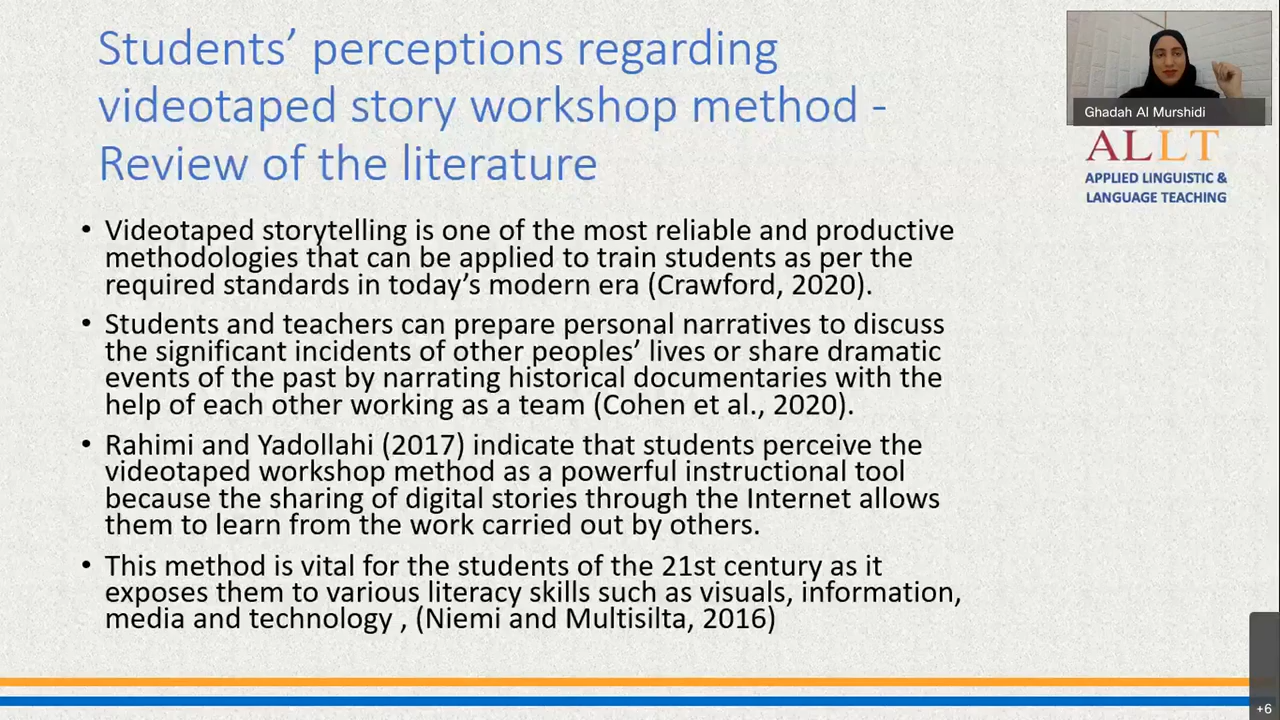 Students’ perceptions regarding
videotaped story workshop method -
Review of the literature
Ghadah Al Murshidi
ALLT
APPLIED LINGUISTIC &
LANGUAGE TEACHING
• Videotaped storytelling is one of the most reliable and productive
methodologies that can be applied to train students as per the
required standards in today’s modern era (Crawford, 2020).
• Students and teachers can prepare personal narratives to discuss
the significant incidents of other peoples’ lives or share dramatic
events of the past by narrating historical documentaries with the
help of each other working as a team (Cohen et al., 2020).
• Rahimi and Yadollahi (2017) indicate that students perceive the
videotaped workshop method as a powerful instructional tool
because the sharing of digital stories through the Internet allows
them to learn from the work carried out by others.
• This method is vital for the students of the 21st century as it
exposes them to various literacy skills such as visuals, information,
media and technology , (Niemi and Multisilta, 2016)
+6